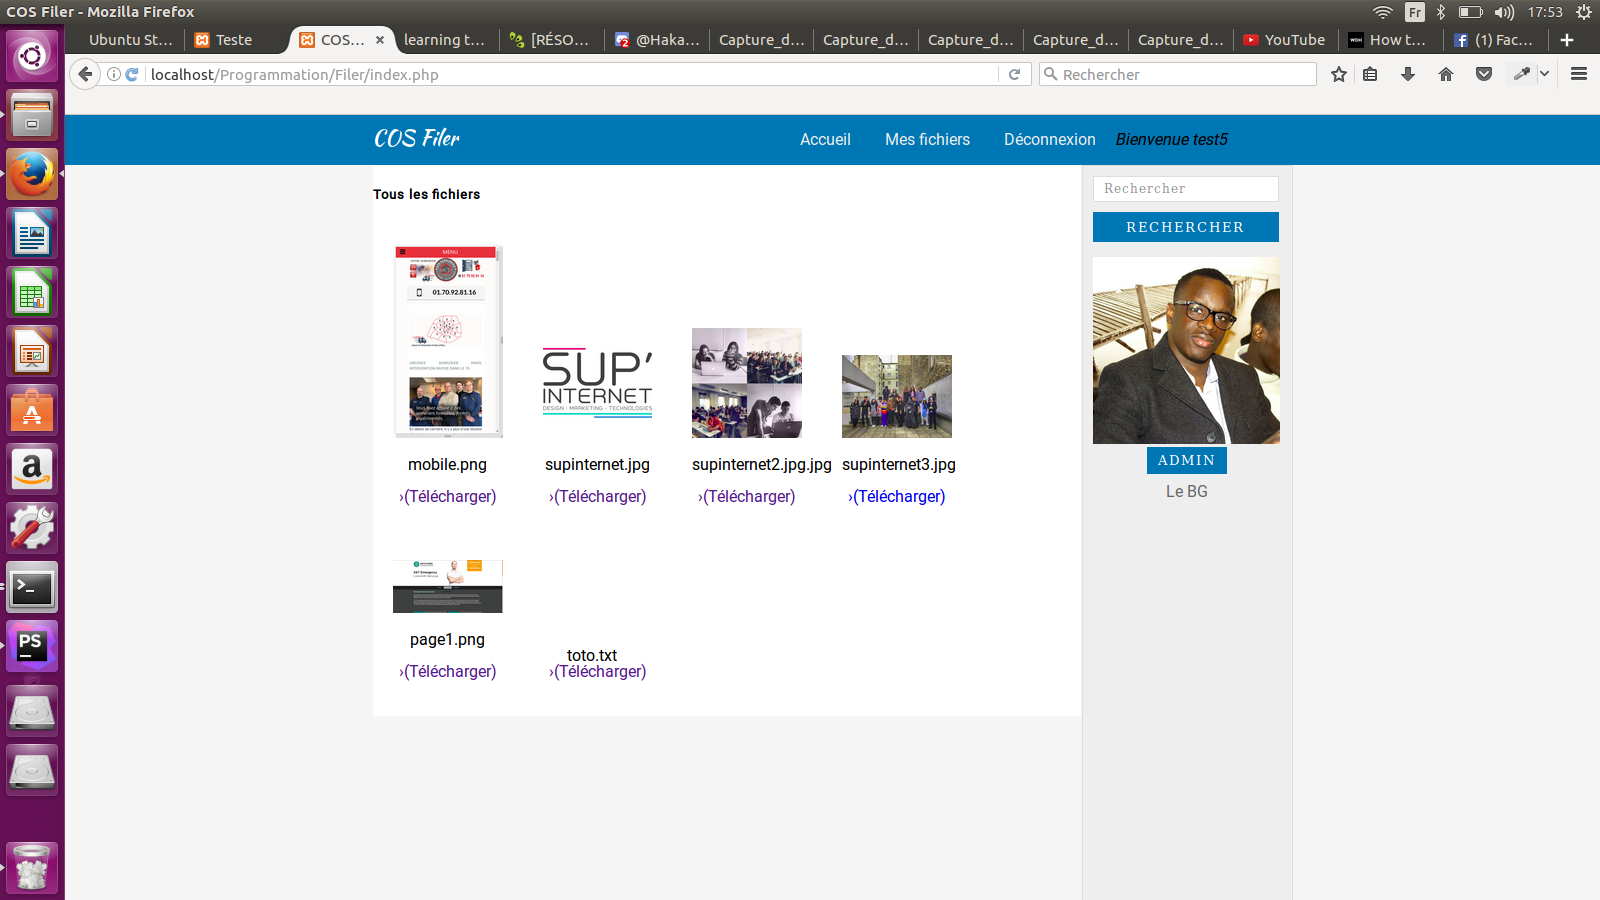 COS Filer - Mozilla Firefox
Fr
17:53
Ubuntu St...
Teste
COS...
learning t...
[RÉSO...
@Haka...
Capture_d...
Capture_d...
Capture_d...
Capture_d...
Capture_d...
YouTube
How t...
(1) Fac...
localhost/Programmation/Filer/index.php
Rechercher
COS Filer
Accueil
Mes fichiers
Déconnexion
Bienvenue test5
Tous les fichiers
Rechercher
RECHERCHER
MENU
01.70.92.81.16
SUP'
INTERNET
DESIGN - MARKETING - TECHNOLOGIES
mobile.png
supinternet.jpg
supinternet2.jpg.jpg
supinternet3.jpg
›(Télécharger)
›(Télécharger)
›(Télécharger)
›(Télécharger)
ADMIN
Le BG
page1.png
toto.txt
›(Télécharger)
›(Télécharger)
PS